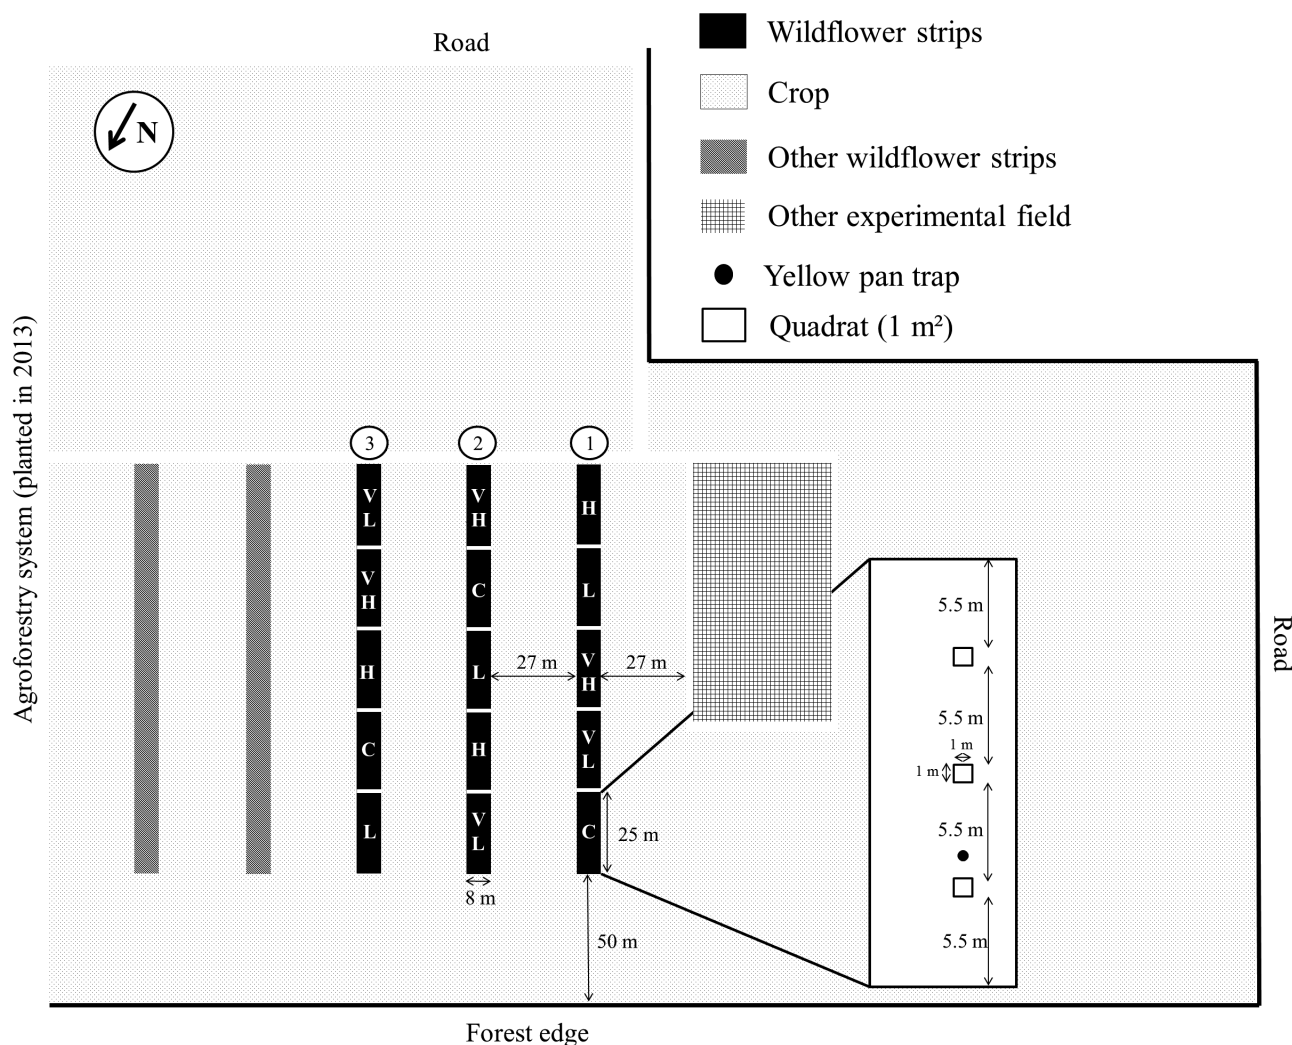 Road
Wildflower strips
Crop
N
Other wildflower strips
Other experimental field
Yellow pan trap
Quadrat (1 m²)
Agroforestry system (planted in 2013)
3
2
1
V
L
V
H
H
C
L
V
H
C
L
H
V
L
H
L
V
H
V
L
C
27 m
27 m
25 m
8 m
50 m
5.5 m
5.5 m
1 m
1 m
5.5 m
5.5 m
Road
Forest edge